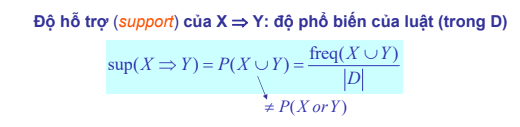 Độ hỗ trợ (support) của X ⇒ Y: độ phổ biến của luật (trong D)
sup(X ⇒ Y) = P(X ∪ Y) = freq(X ∪ Y) / |D|
≠ P(X or Y)